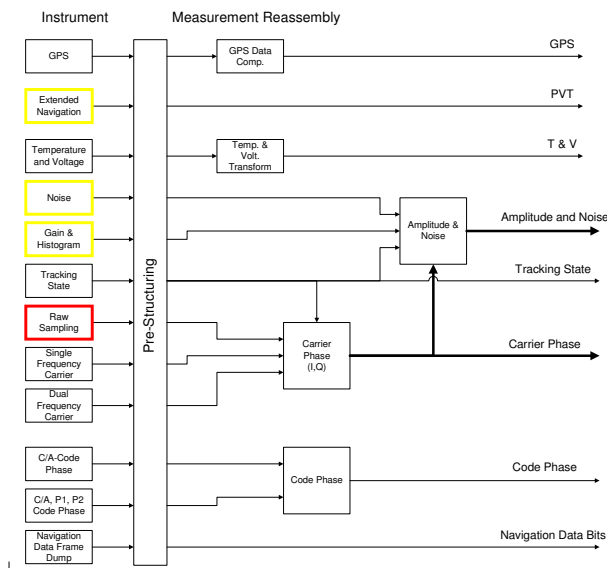 Instrument
Measurement Reassembly
GPS
Extended
Navigation
Temperature
and Voltage
Noise
Gain &
Histogram
Tracking
State
Raw
Sampling
Single
Frequency
Carrier
Dual
Frequency
Carrier
C/A-Code
Phase
C/A, P1, P2
Code Phase
Navigation
Data Frame
Dump
Pre-Structuring
GPS Data
Comp.
Temp. &
Volt.
Transform
Amplitude &
Noise
Carrier
Phase
(I,Q)
Code Phase
GPS
PVT
T & V
Amplitude and Noise
Tracking State
Carrier Phase
Code Phase
Navigation Data Bits